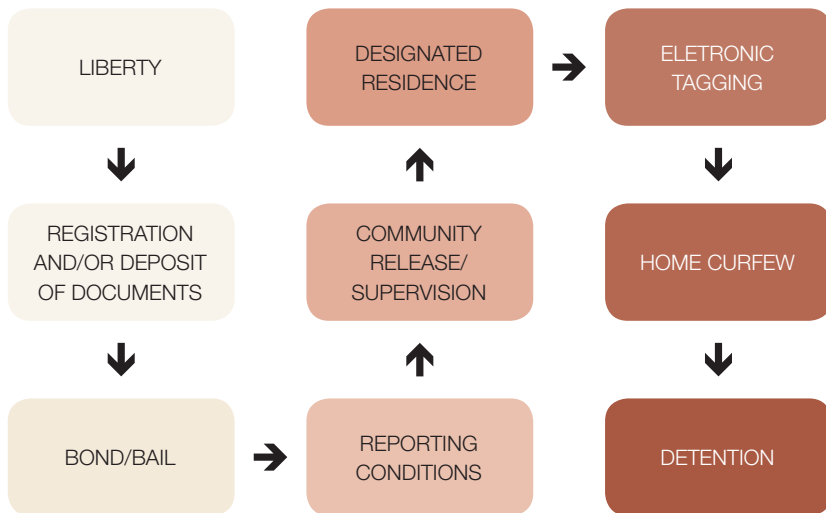 LIBERTY
REGISTRATION
AND/OR DEPOSIT
OF DOCUMENTS
BOND/BAIL
REPORTING
CONDITIONS
COMMUNITY
RELEASE/
SUPERVISION
DESIGNATED
RESIDENCE
ELETRONIC
TAGGING
HOME CURFEW
DETENTION